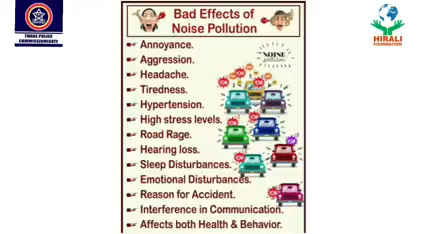 THANE POLICE
COMMISSIONERATE
HIRALI
FOUNDATION
Bad Effects of
Noise Pollution
Annoyance.
Aggression.
Headache.
Tiredness.
Hypertension.
High stress levels.
Road Rage.
Hearing loss.
Sleep Disturbances.
Emotional Disturbances.
Reason for Accident.
Interference in Communication.
Affects both Health & Behavior.
NOISE
pollution